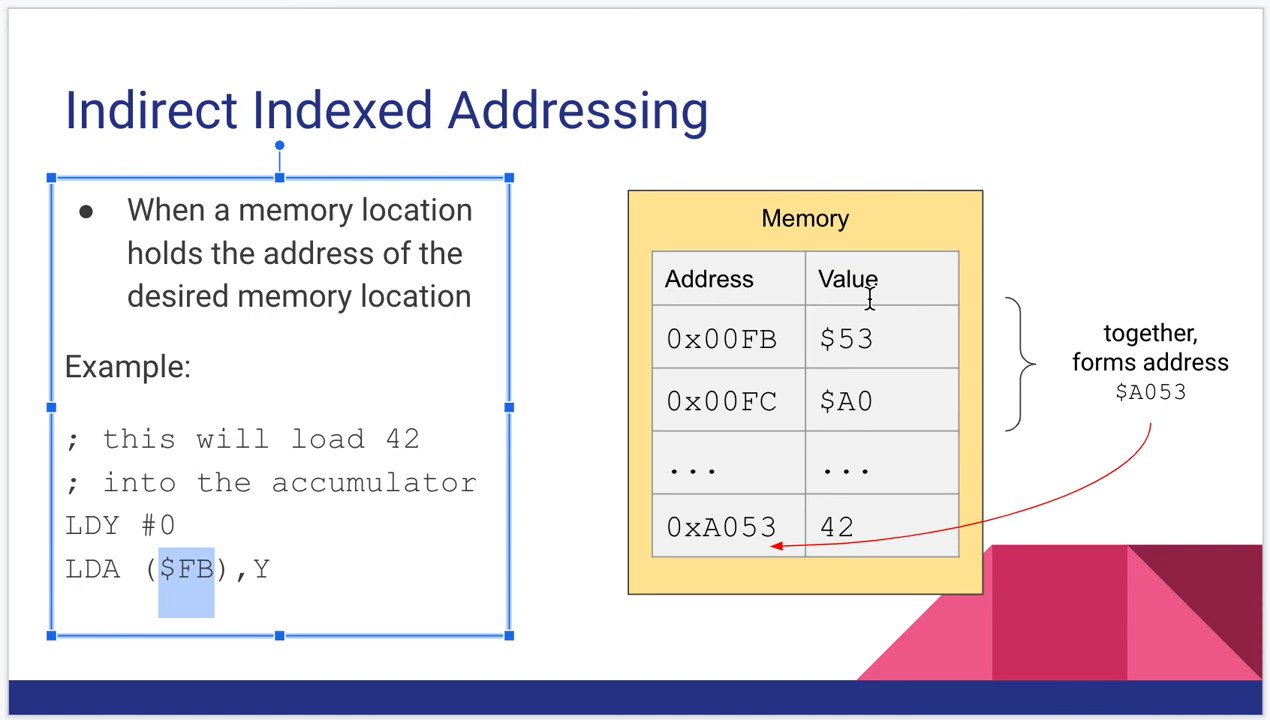 Indirect Indexed Addressing
● When a memory location
holds the address of the
desired memory location
Example:
; this will load 42
; into the accumulator
LDY #0
LDA ($FB),Y
Memory
Address Value
0x00FB $53
0x00FC $A0
... ...
0xA053 42
together,
forms address
$A053